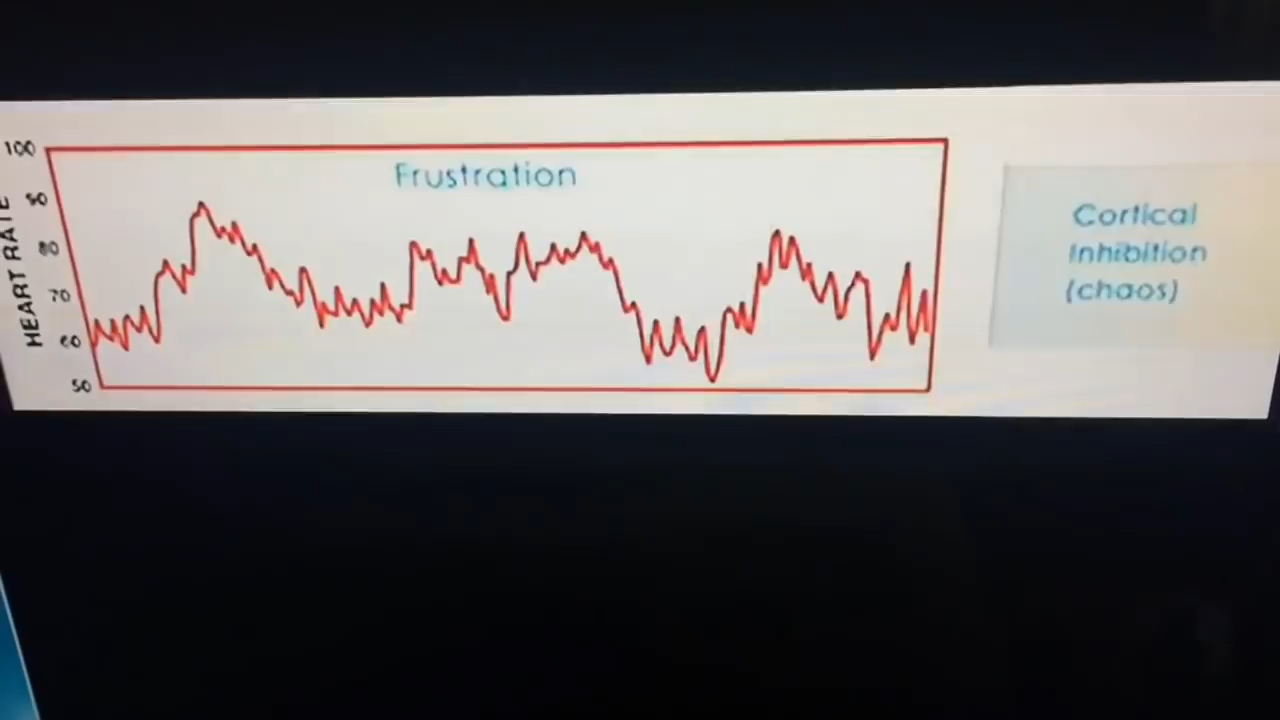 Frustration
100
90
80
70
60
50
HEART RATE
Cortical
Inhibition
(chaos)